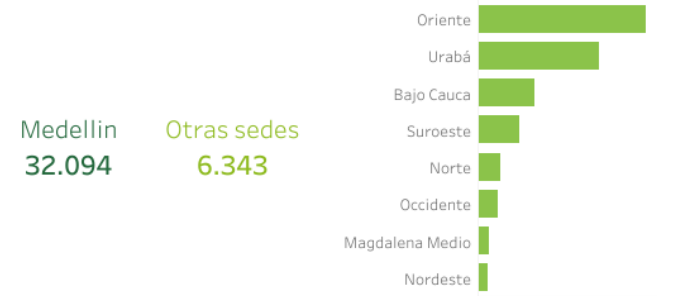 Medellin
32.094
Otras sedes
6.343
Oriente
Urabá
Bajo Cauca
Suroeste
Norte
Occidente
Magdalena Medio
Nordeste